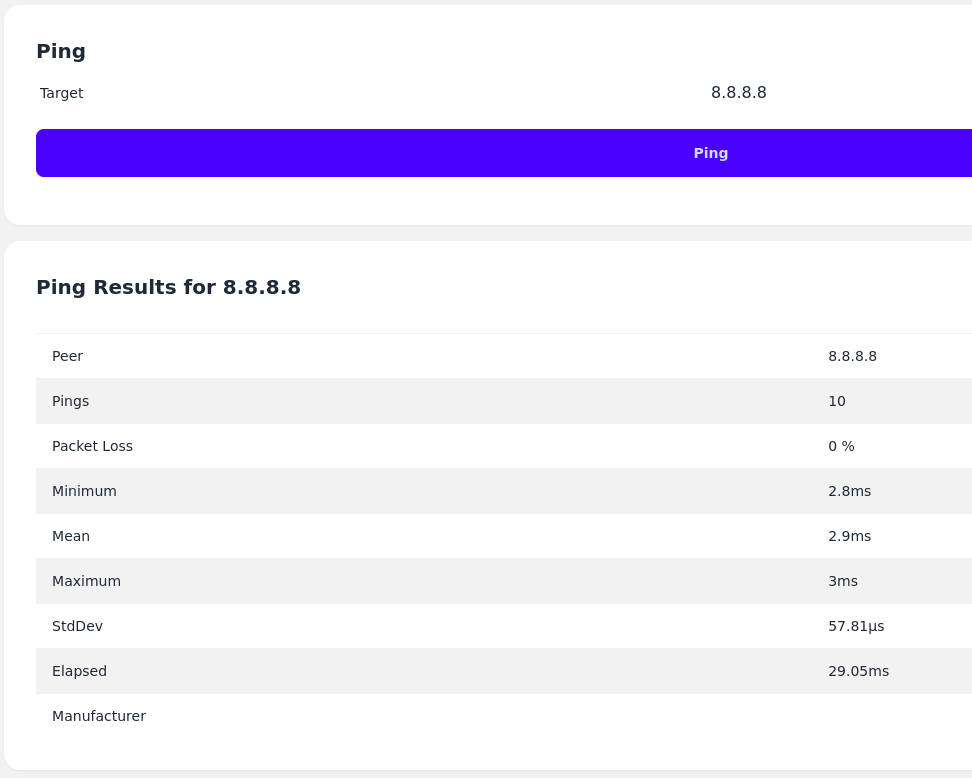 Ping
Target 8.8.8.8
Ping
Ping Results for 8.8.8.8
Peer 8.8.8.8
Pings 10
Packet Loss 0 %
Minimum 2.8ms
Mean 2.9ms
Maximum 3ms
StdDev 57.81µs
Elapsed 29.05ms
Manufacturer